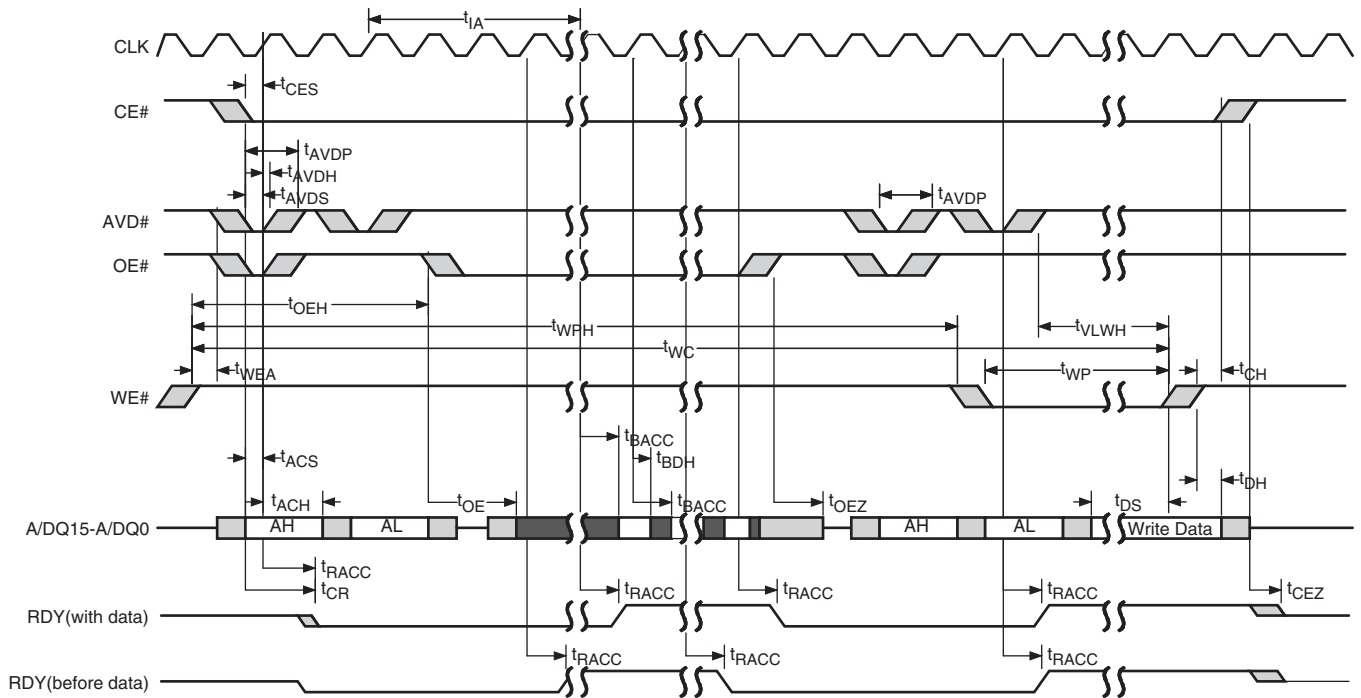 tIA
CLK
tCES
CE#
tAVDP
tAVDH
tAVDS
tAVDP
AVD#
OE#
tOEH
tWPH
tVLWH
tWC
tWEA
tWP
tCH
WE#
tBACC
tACS
tBDH
tDH
tACH
tOE
tBACC
tOEZ
tDS
A/DQ15-A/DQ0
AH
AL
AH
AL
Write Data
tRACC
tCR
tRACC
tRACC
tRACC
tCEZ
RDY(with data)
tRACC
tRACC
tRACC
RDY(before data)